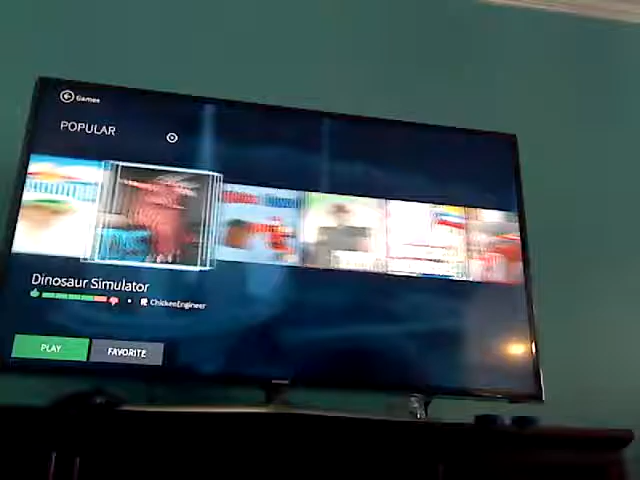 Games
POPULAR
Dinosaur Simulator
ChickenEngineer
PLAY
FAVORITE